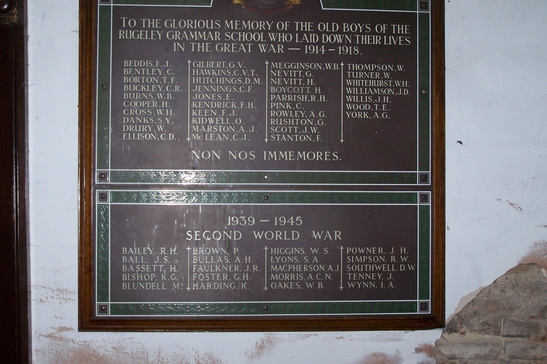 TO THE GLORIOUS MEMORY OF THE OLD BOYS OF THE
RUGELEY GRAMMAR SCHOOL WHO LAID DOWN THEIR LIVES
IN THE GREAT WAR — 1914 - 1918.
BEDDIS, F. J.
BENTLEY, C.
BORTON, T. F.
BUCKLEY, C. R.
BURNS, W. B.
COOPER, H.
CROSS, W. H.
DANKS, S. Y.
DRURY, W.
ELLISON, C. D.
GILBERT, G. V.
HAWKINS, C. V. T.
HUTCHINGS, D. M.
JENNINGS, C. F.
JONES, E.
KENDRICK, F. H.
KEEN, F. J.
KIDWELL, O.
MARSTON, A. J.
McLEAN, C. J.
MEGGINSON, W. B.
NEVITT, G.
NEVITT, H.
BOYCOTT, H.
PARRISH, R. H.
PINK, C.
ROWLEY, A. G.
RUSHTON, G.
SCOTT, J. W.
STANTON, F.
THOMPSON, W.
TURNER, W.
WHITEHURST, W. H.
WILLIAMSON, J. D.
WILLIS, J. H.
WOOD, T. E.
YORK, A. G.
NON NOS IMMEMORES.
1939 — 1945
SECOND WORLD WAR
BAILEY, R. H.
BALL, J. S.
BASSETT, H.
BISHOP, K. G.
BLUNDELL, M.
BROWN, P.
BULLAS, A. H.
FAULKNER, J. R.
FOSTER, G. H.
HARDING, K.
HIGGINS, W. S.
LYONS, S. A.
MACPHERSON, A. J.
MORRIS, A. C. N.
OAKES, W. B.
POWNER, J. H.
SIMPSON, R. W.
SOUTHWELL, D. W.
TENNEY, J.
WYNN, I. A.